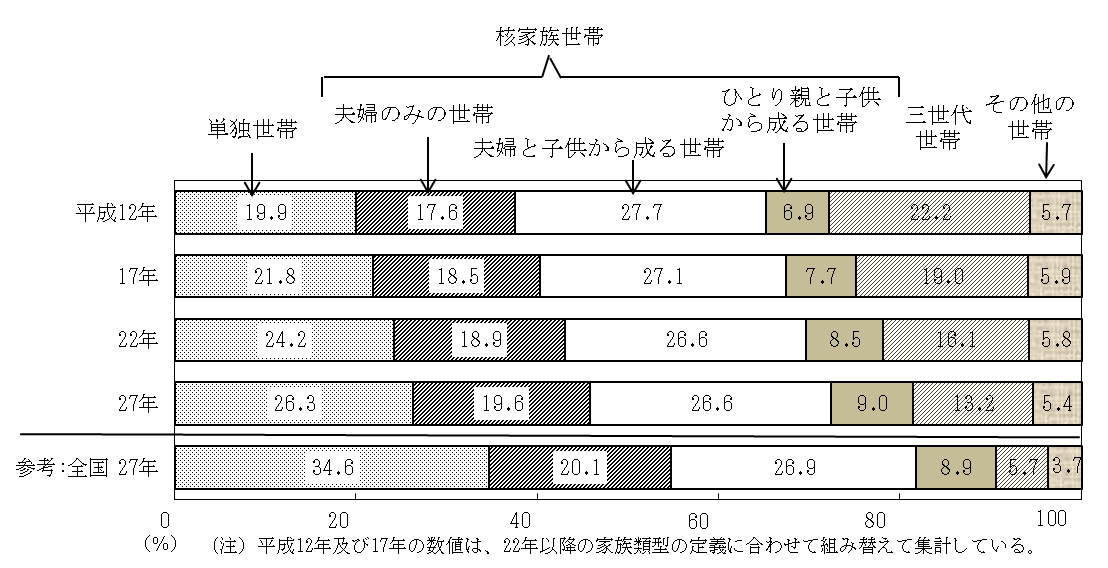 核家族世帯
単独世帯
夫婦のみの世帯
夫婦と子供から成る世帯
ひとり親と子供
から成る世帯
三世代
世帯
その他の
世帯
平成12年 19.9 17.6 27.7 6.9 22.2 5.7
17年 21.8 18.5 27.1 7.7 19.0 5.9
22年 24.2 18.9 26.6 8.5 16.1 5.8
27年 26.3 19.6 26.6 9.0 13.2 5.4
参考:全国 27年 34.6 20.1 26.9 8.9 5.7 3.7
0 20 40 60 80 100
(%) (注) 平成12年及び17年の数値は、22年以降の家族類型の定義に合わせて組み替えて集計している。